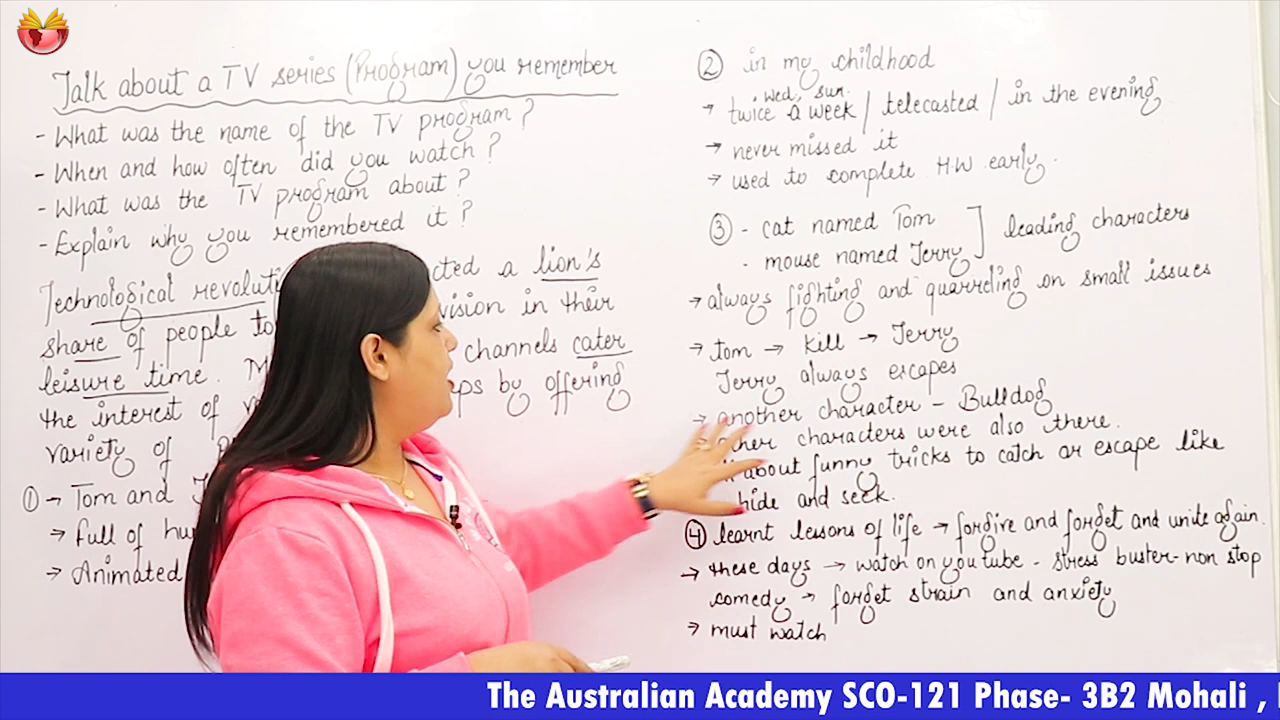 Talk about a TV series (Program) you remember
- What was the name of the TV program?
- When and how often did you watch?
- What was the TV program about?
- Explain why you remembered it?
Technological cted a lion's
share of people in their
leisure time. channels cater
the interest of by offering
variety of
① → Tom and
→ full of
→ Animated
② in my childhood
Wed, Sun.
→ twice a week / telecasted / in the evening
→ never missed it
→ used to complete H.W early.
③ - cat named Tom
- mouse named Jerry ] leading characters
→ always fighting and quarreling on small issues
→ Tom → Kill → Jerry
Jerry always escapes
→ another character - Bulldog
characters were also there.
about funny tricks to catch or escape like
hide and seek.
④ learnt lessons of life → forgive and forget and unite again.
→ these days → watch on youtube - stress buster - non stop
comedy → forget strain and anxiety
→ must watch
The Australian Academy SCO-121 Phase- 3B2 Mohali ,